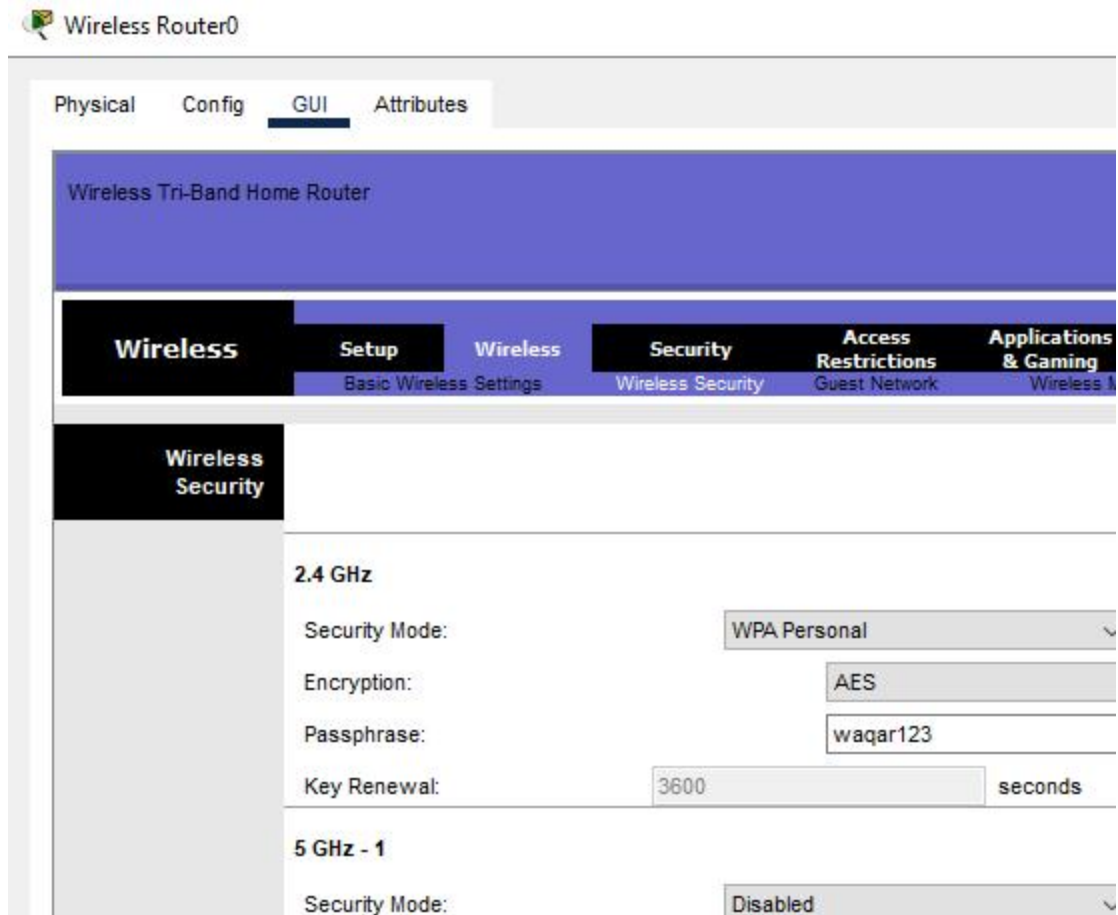 Wireless Router0
Physical Config GUI Attributes
Wireless Tri-Band Home Router
Wireless Setup Wireless Security Access Restrictions Applications & Gaming
Basic Wireless Settings Wireless Security Guest Network Wireless
Wireless
Security
2.4 GHz
Security Mode: WPA Personal
Encryption: AES
Passphrase: waqar123
Key Renewal: 3600 seconds
5 GHz - 1
Security Mode: Disabled